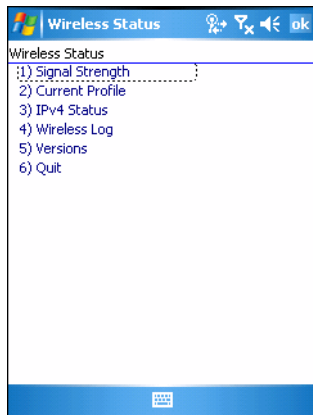 Wireless Status
ok
Wireless Status
1) Signal Strength
2) Current Profile
3) IPv4 Status
4) Wireless Log
5) Versions
6) Quit